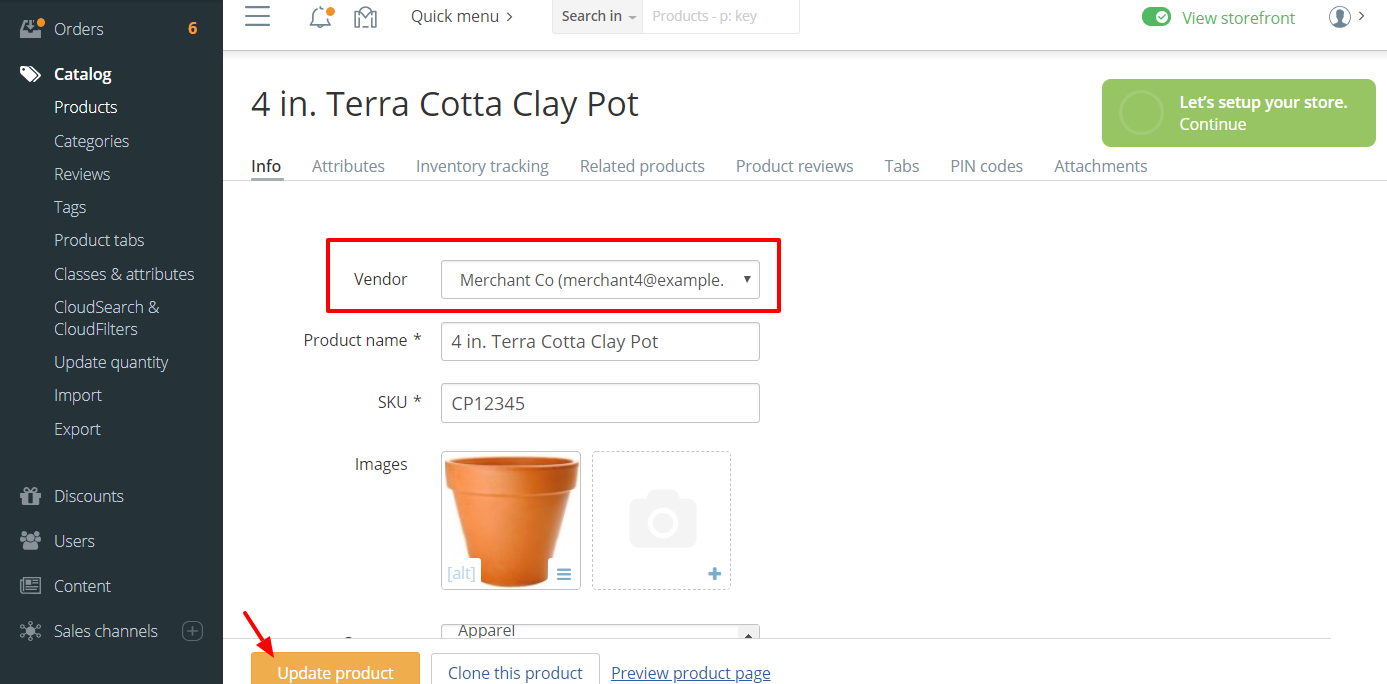 Orders 6
Catalog
Products
Categories
Reviews
Tags
Product tabs
Classes & attributes
CloudSearch &
CloudFilters
Update quantity
Import
Export
Discounts
Users
Content
Sales channels
Quick menu
Search in
Products - p: key
View storefront
4 in. Terra Cotta Clay Pot
Let's setup your store.
Continue
Info Attributes Inventory tracking Related products Product reviews Tabs PIN codes Attachments
Vendor Merchant Co (merchant4@example.
Product name * 4 in. Terra Cotta Clay Pot
SKU * CP12345
Images
[alt]
Apparel
Update product Clone this product Preview product page